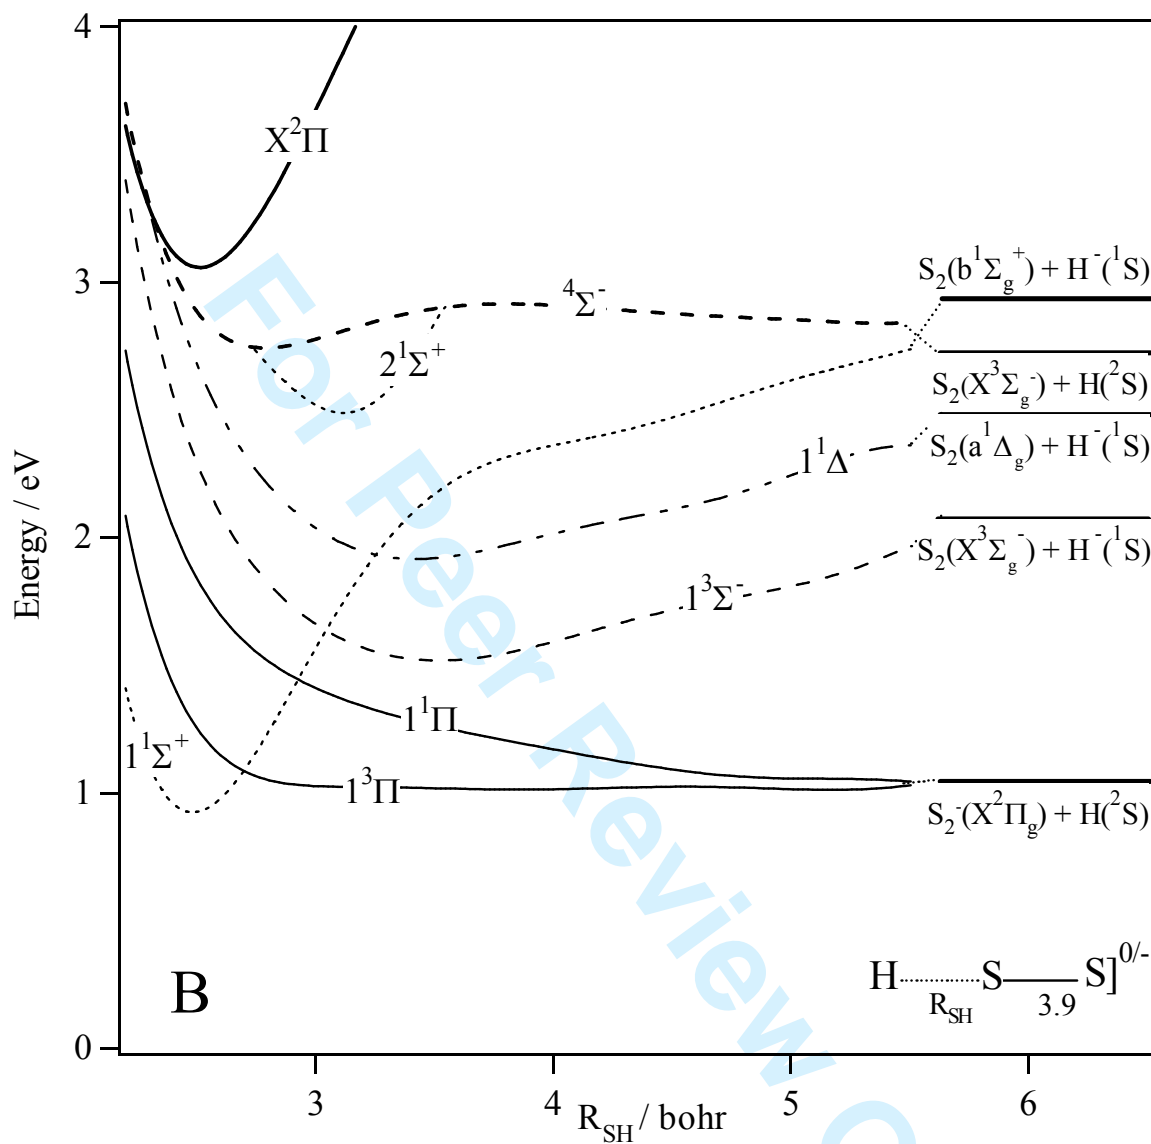 4
X²Π
S₂(b¹Σg⁺) + H⁻(¹S)
3
⁴Σ⁻
2¹Σ⁺
S₂(X³Σg⁻) + H(²S)
1¹Δ
S₂(a¹Δg) + H⁻(¹S)
2
S₂(X³Σg⁻) + H⁻(¹S)
1³Σ⁻
Energy / eV
1¹Π
1¹Σ⁺
1³Π
1
S₂⁻(X²Πg) + H(²S)
B
H S S]⁰/⁻
R_SH 3.9
0
3 4 5 6
R_SH / bohr
For Peer Review O